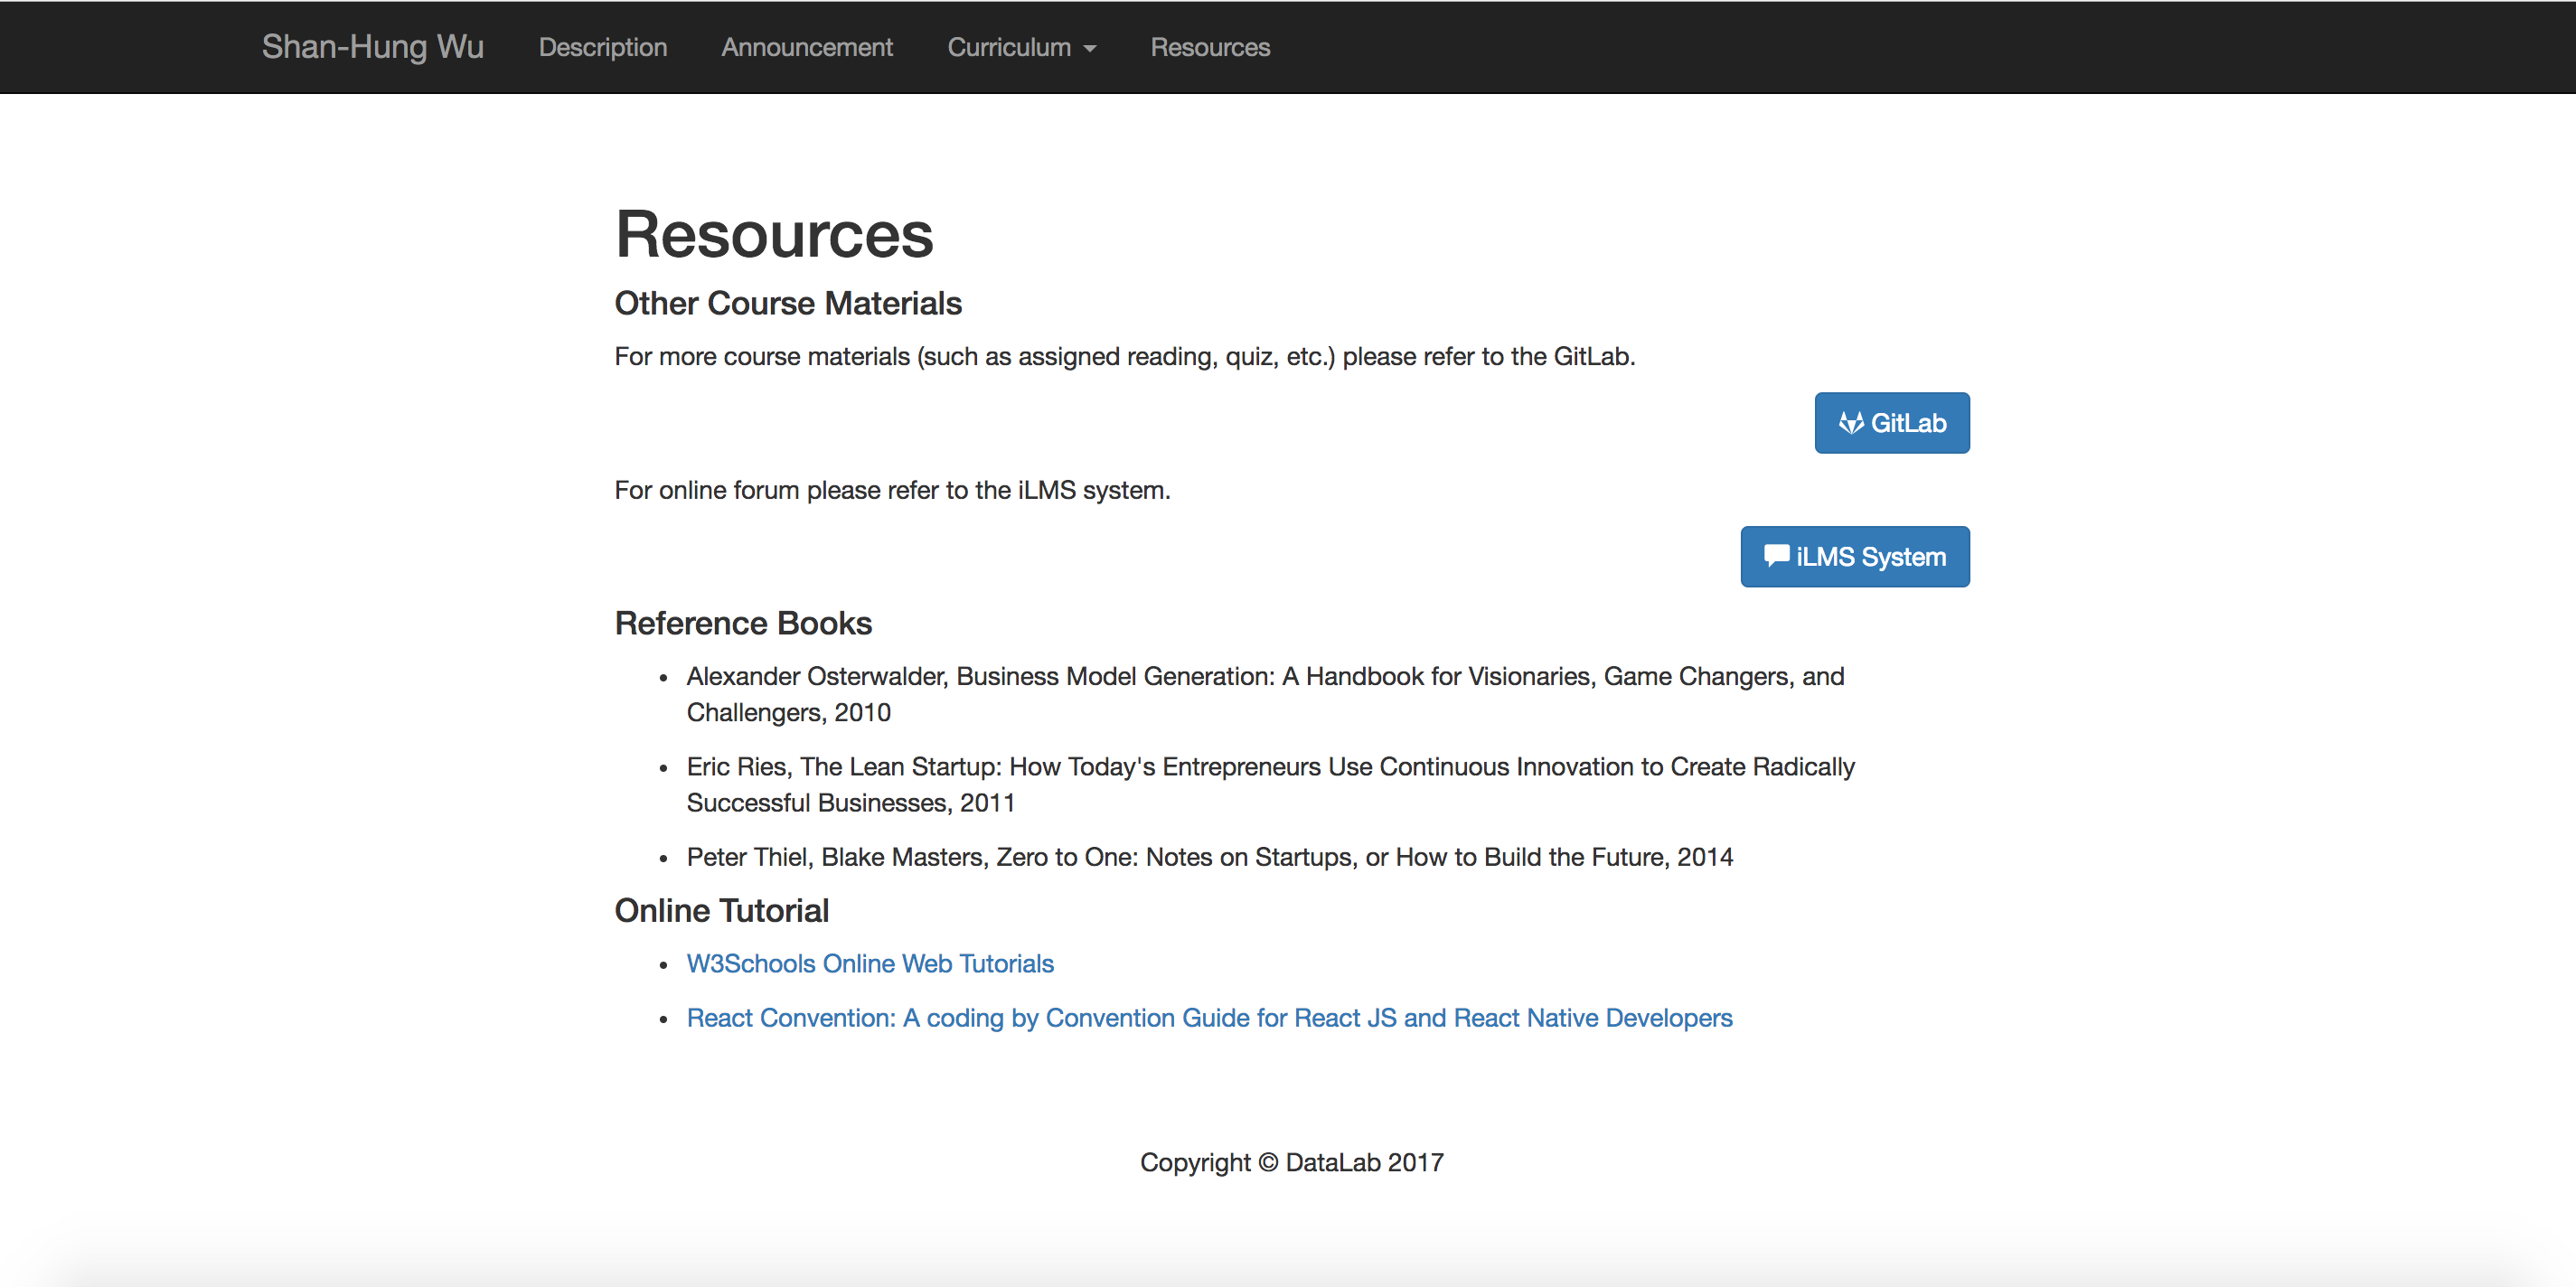 Shan-Hung Wu Description Announcement Curriculum Resources
Resources
Other Course Materials
For more course materials (such as assigned reading, quiz, etc.) please refer to the GitLab.
GitLab
For online forum please refer to the iLMS system.
iLMS System
Reference Books
• Alexander Osterwalder, Business Model Generation: A Handbook for Visionaries, Game Changers, and
Challengers, 2010
• Eric Ries, The Lean Startup: How Today's Entrepreneurs Use Continuous Innovation to Create Radically
Successful Businesses, 2011
• Peter Thiel, Blake Masters, Zero to One: Notes on Startups, or How to Build the Future, 2014
Online Tutorial
• W3Schools Online Web Tutorials
• React Convention: A coding by Convention Guide for React JS and React Native Developers
Copyright © DataLab 2017